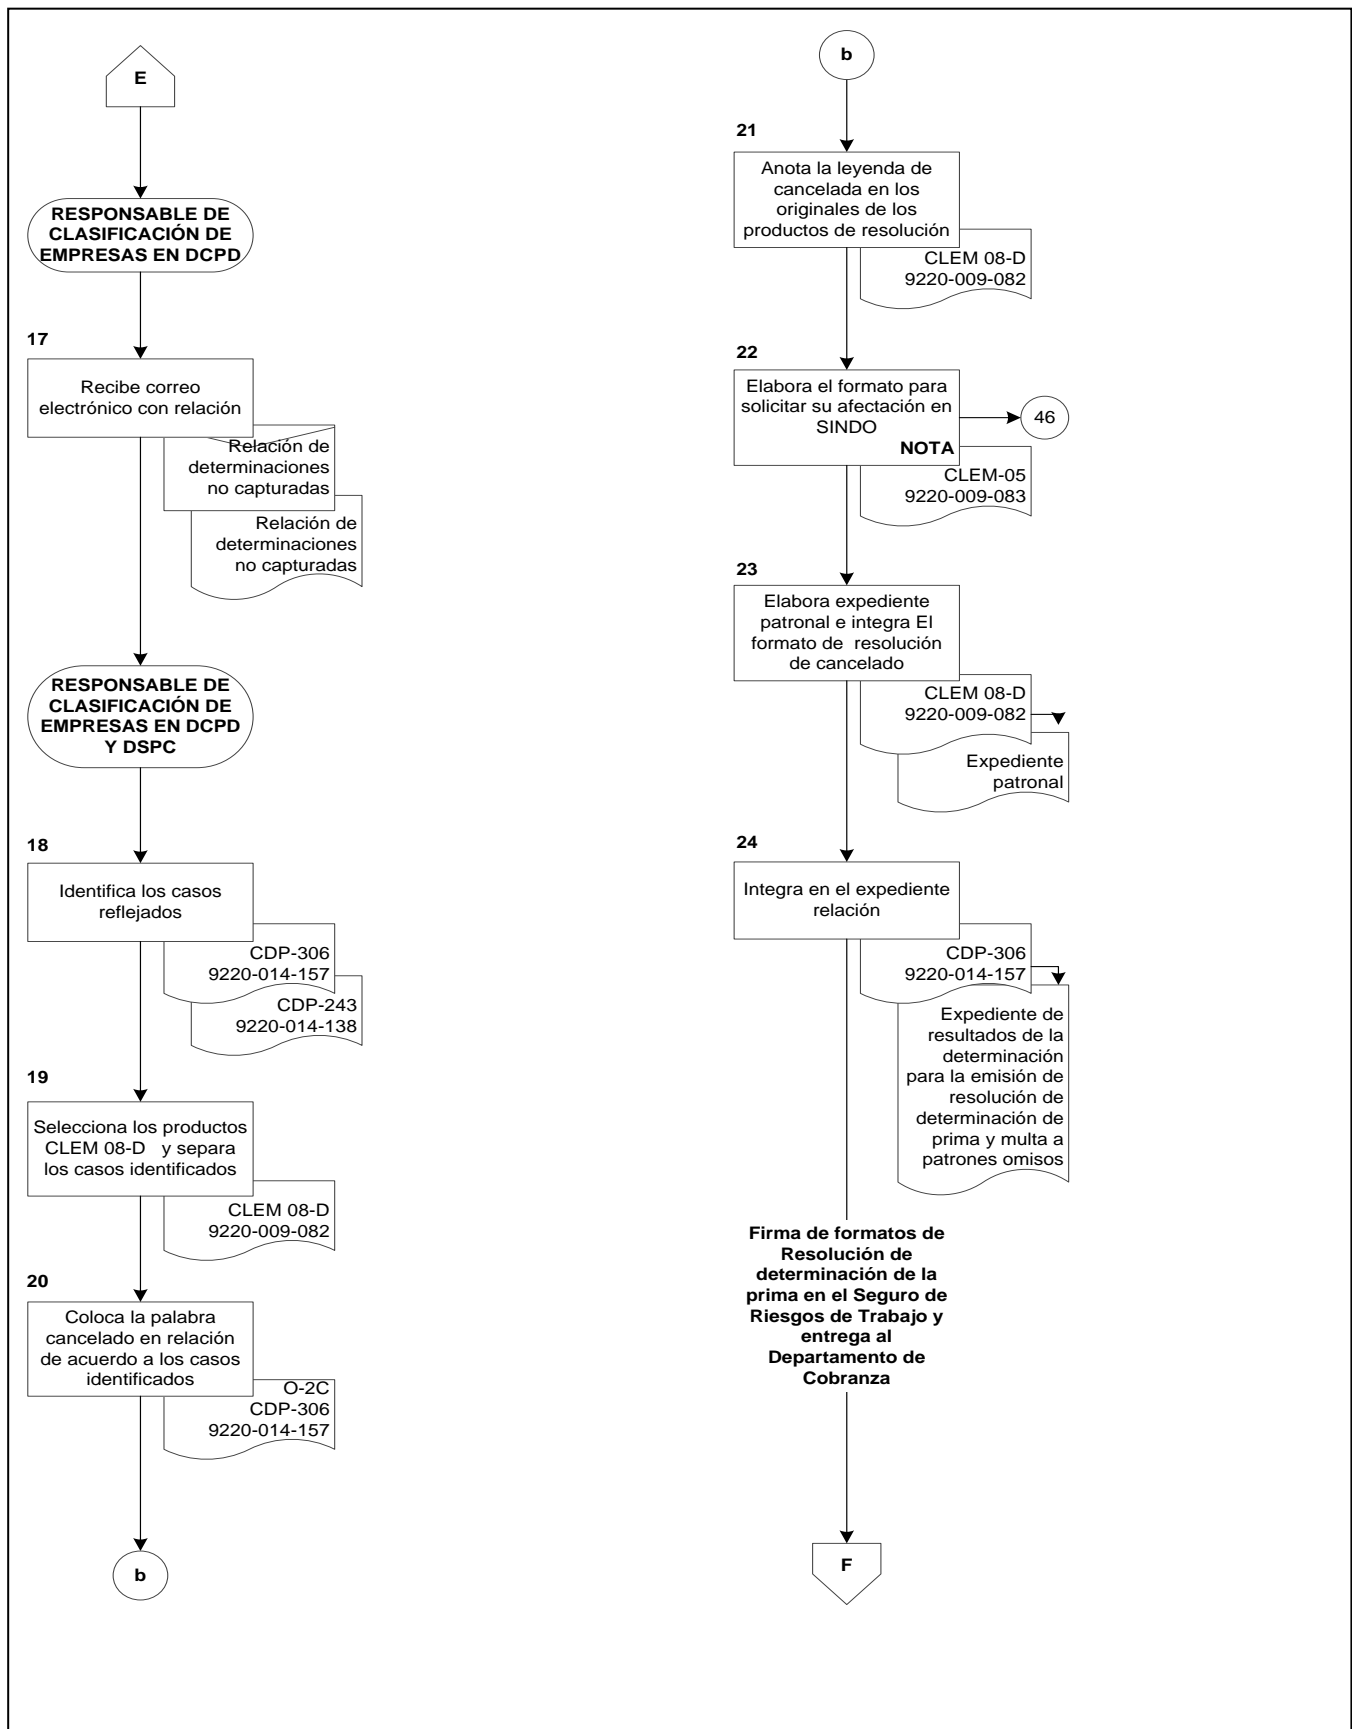 E
RESPONSABLE DE
CLASIFICACIÓN DE
EMPRESAS EN DCPD
17
Recibe correo
electrónico con relación
Relación de
determinaciones
no capturadas
Relación de
determinaciones
no capturadas
RESPONSABLE DE
CLASIFICACIÓN DE
EMPRESAS EN DCPD
Y DSPC
18
Identifica los casos
reflejados
CDP-306
9220-014-157
CDP-243
9220-014-138
19
Selecciona los productos
CLEM 08-D y separa
los casos identificados
CLEM 08-D
9220-009-082
20
Coloca la palabra
cancelado en relación
de acuerdo a los casos
identificados
O-2C
CDP-306
9220-014-157
b
b
21
Anota la leyenda de
cancelada en los
originales de los
productos de resolución
CLEM 08-D
9220-009-082
22
Elabora el formato para
solicitar su afectación en
SINDO
NOTA
46
CLEM-05
9220-009-083
23
Elabora expediente
patronal e integra El
formato de resolución
de cancelado
CLEM 08-D
9220-009-082
Expediente
patronal
24
Integra en el expediente
relación
CDP-306
9220-014-157
Expediente de
resultados de la
determinación
para la emisión de
resolución de
determinación de
prima y multa a
patrones omisos
Firma de formatos de
Resolución de
determinación de la
prima en el Seguro de
Riesgos de Trabajo y
entrega al
Departamento de
Cobranza
F